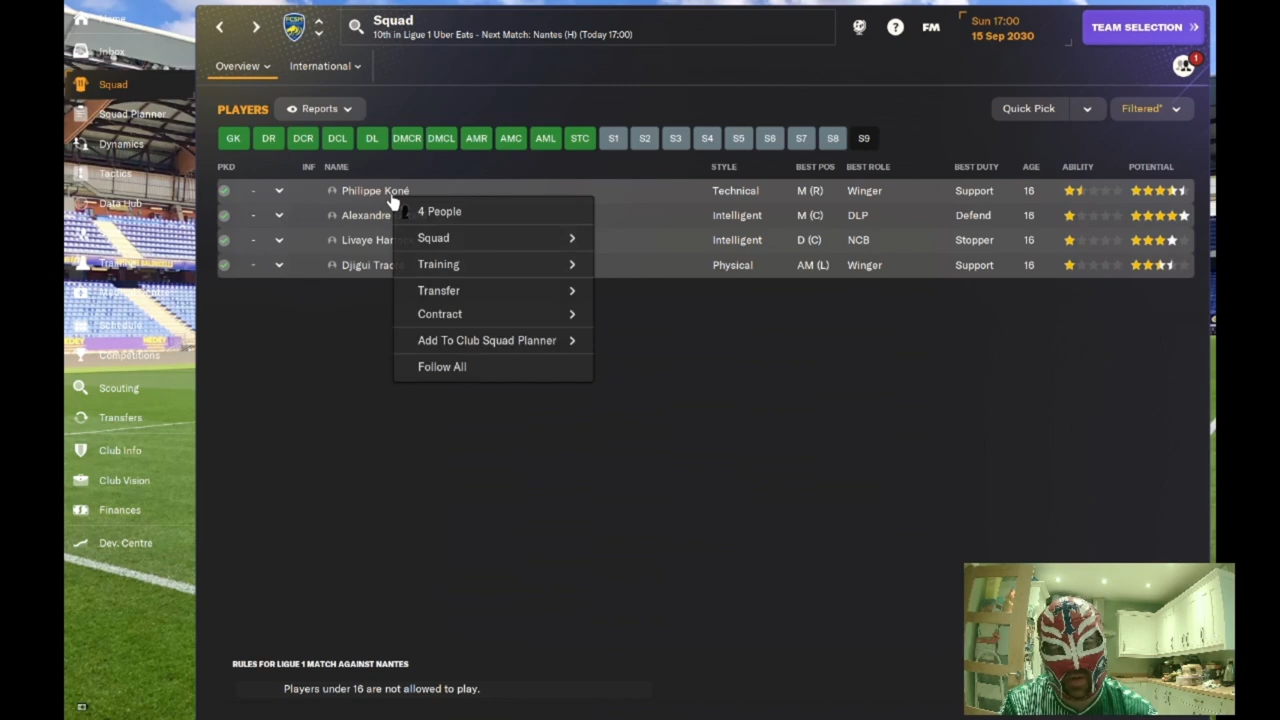 Home
Inbox
Squad
Squad Planner
Dynamics
Tactics
Data Hub
Competitions
Scouting
Transfers
Club Info
Club Vision
Finances
Dev. Centre
Squad
10th in Ligue 1 Uber Eats - Next Match: Nantes (H) (Today 17:00)
? FM
Sun 17:00
15 Sep 2030
TEAM SELECTION
1
Overview International
PLAYERS Reports Quick Pick Filtered*
GK DR DCR DCL DL DMCR DMCL AMR AMC AML STC S1 S2 S3 S4 S5 S6 S7 S8 S9
PKD INF NAME STYLE BEST POS BEST ROLE BEST DUTY AGE ABILITY POTENTIAL
- Philippe Koné Technical M (R) Winger Support 16
- Alexandre Intelligent M (C) DLP Defend 16
- Livaye Intelligent D (C) NCB Stopper 16
- Djigui Physical AM (L) Winger Support 16
4 People
Squad
Training
Transfer
Contract
Add To Club Squad Planner
Follow All
RULES FOR LIGUE 1 MATCH AGAINST NANTES
Players under 16 are not allowed to play.